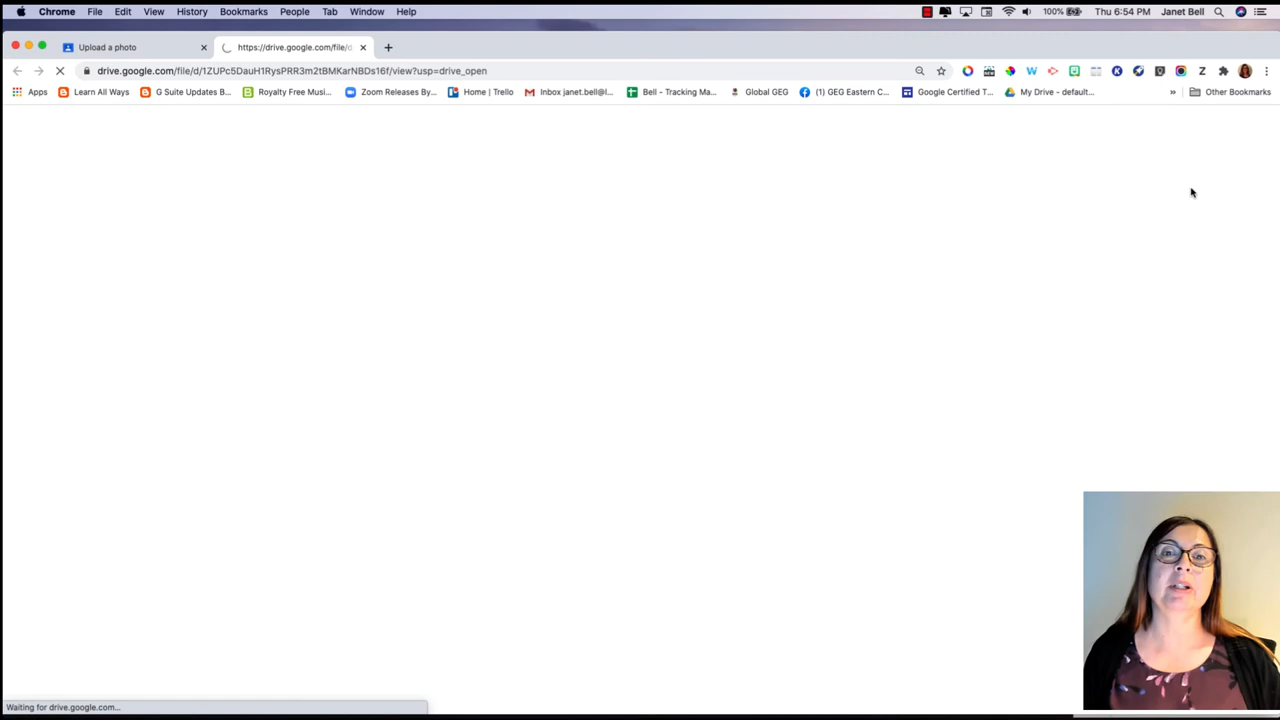 Chrome File Edit View History Bookmarks People Tab Window Help 100% Thu 6:54 PM Janet Bell
Upload a photo https://drive.google.com/file/d
drive.google.com/file/d/1ZUPc5DauH1RysPRR3m2tBMKarNBDs16f/view?usp=drive_open
Apps Learn All Ways G Suite Updates B... Royalty Free Musi... Zoom Releases By... Home | Trello Inbox janet.bell@l... Bell - Tracking Ma... Global GEG (1) GEG Eastern C... Google Certified T... My Drive - default... » Other Bookmarks
Waiting for drive.google.com...